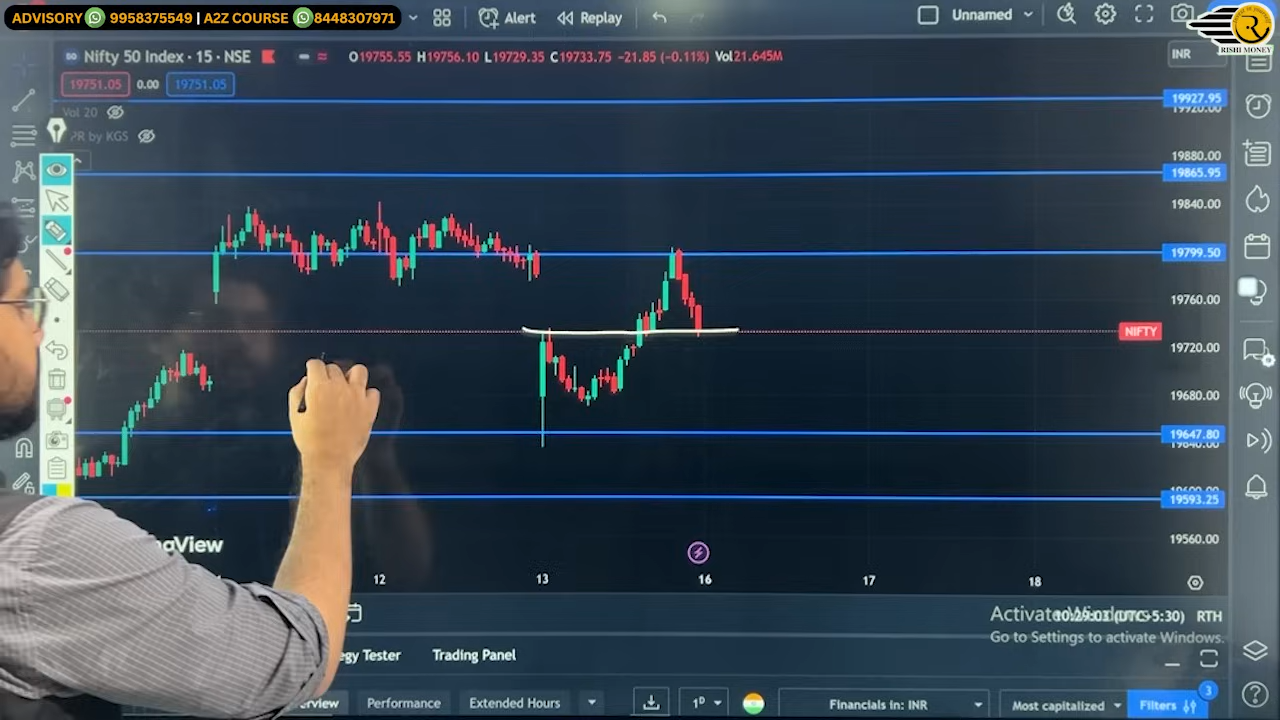 ADVISORY 9958375549 | A2Z COURSE 8448307971
Alert
Replay
Unnamed
RISHI MONEY
Nifty 50 Index · 15 · NSE
O19755.55 H19756.10 L19729.35 C19733.75 −21.85 (−0.11%) Vol21.645M
INR
19751.05 0.00 19751.05
Vol 20
PR by KGS
19927.95
19920.00
19880.00
19865.95
19840.00
19799.50
19760.00
NIFTY
19720.00
19680.00
19647.80
19593.25
19560.00
gView
12 13 16 17 18
Activate Windows
10:29:03 (UTC+5:30) RTH
Go to Settings to activate Windows.
egy Tester
Trading Panel
rview
Performance
Extended Hours
1D
Financials in: INR
Most capitalized
Filters
3